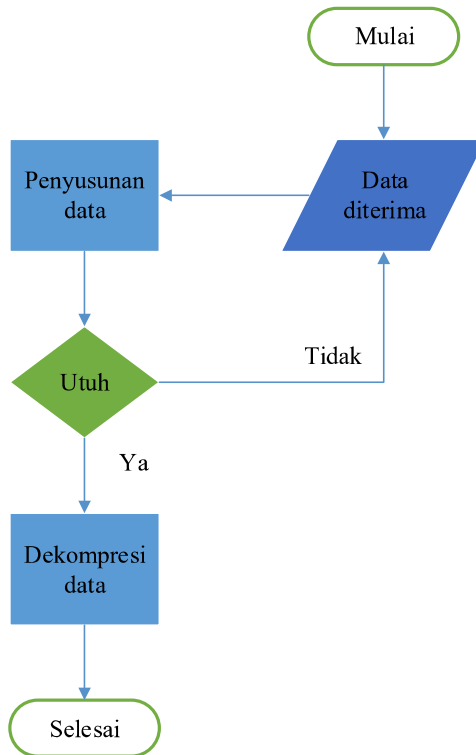 Mulai
Data
diterima
Penyusunan
data
Utuh
Tidak
Ya
Dekompresi
data
Selesai